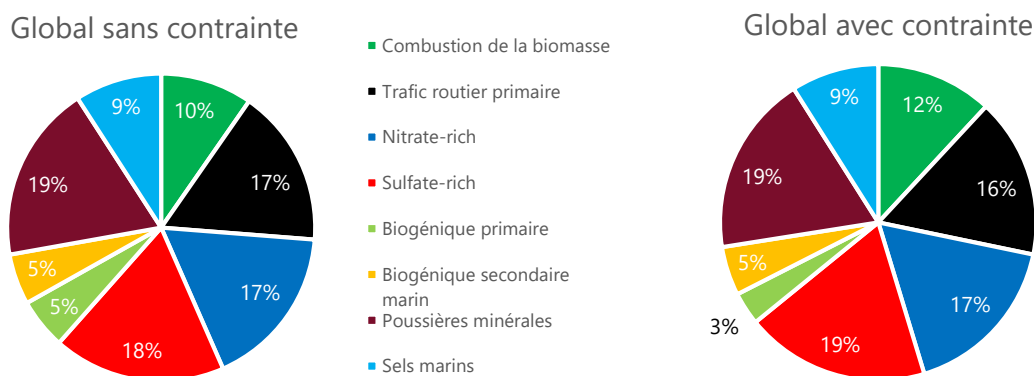 Global sans contrainte
10%
17%
17%
18%
5%
5%
19%
9%
Combustion de la biomasse
Trafic routier primaire
Nitrate-rich
Sulfate-rich
Biogénique primaire
Biogénique secondaire
marin
Poussières minérales
Sels marins
Global avec contrainte
12%
16%
17%
19%
3%
5%
19%
9%